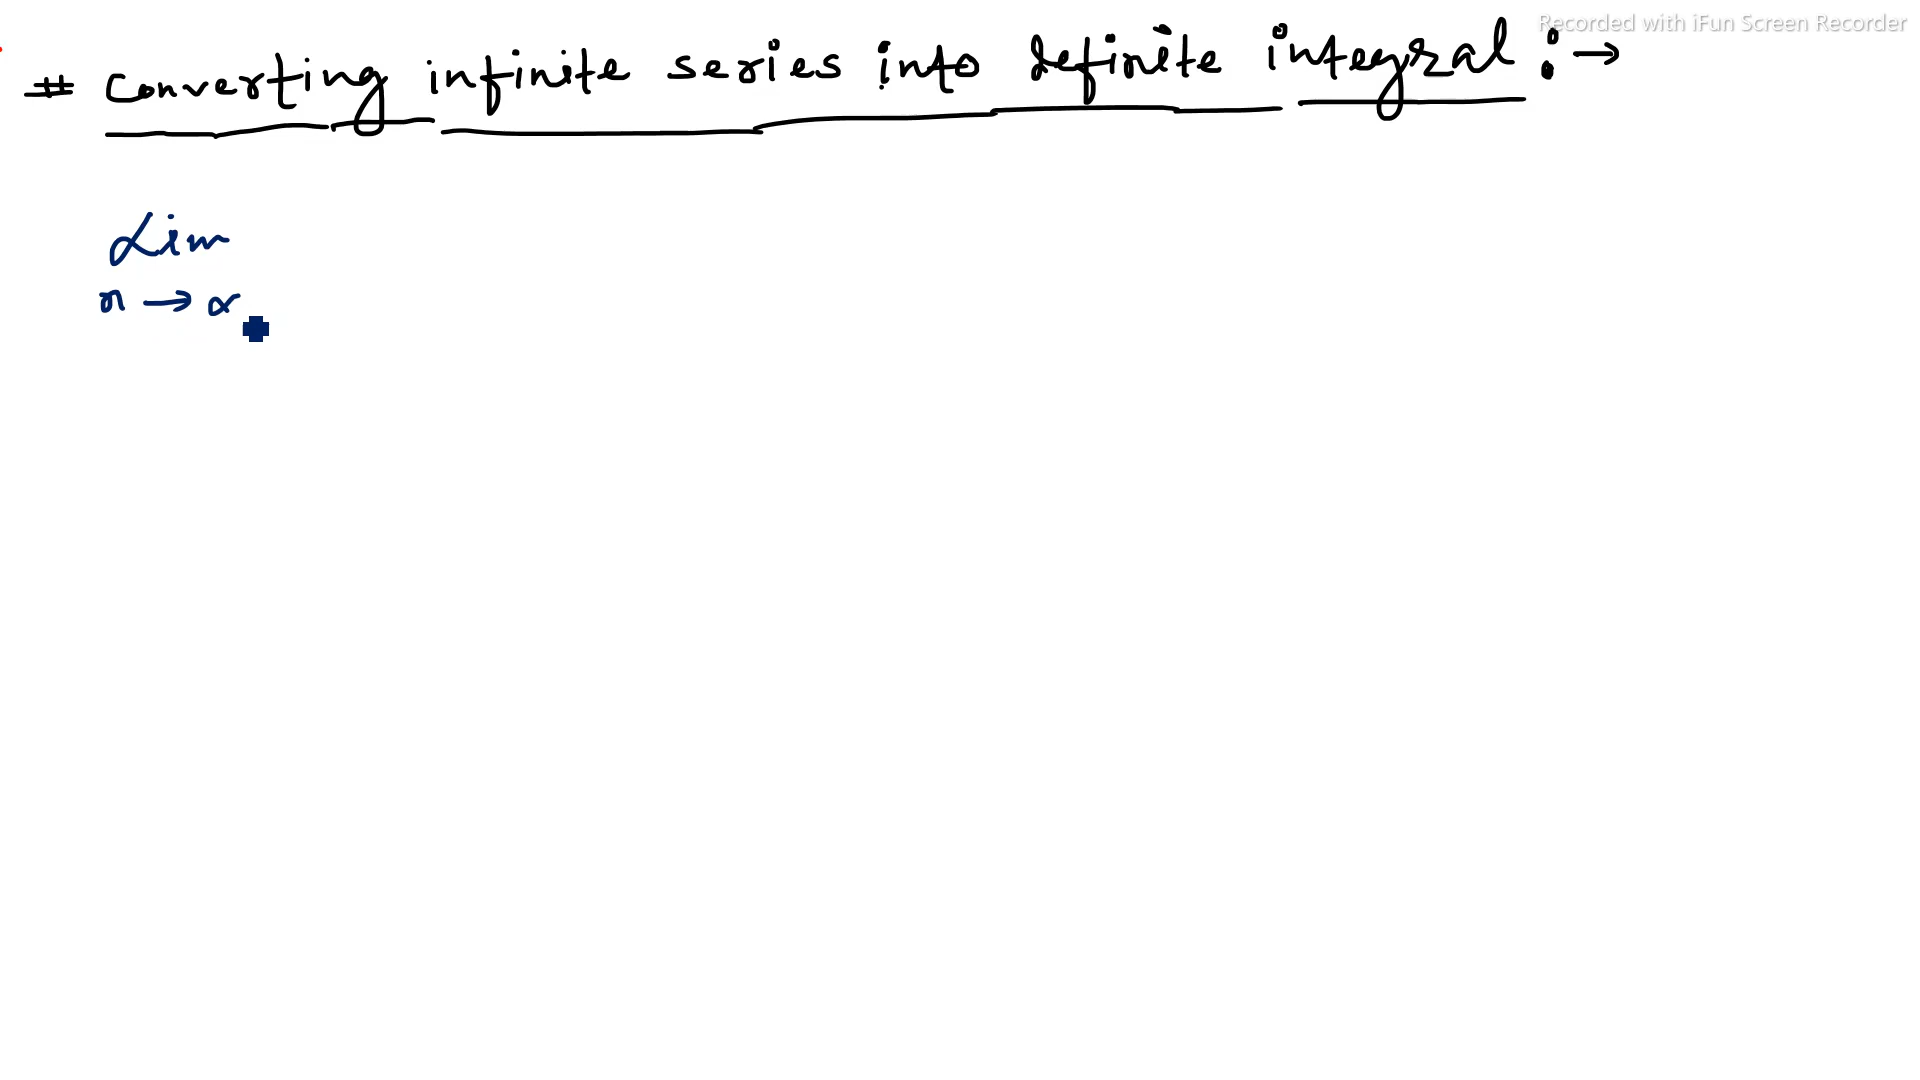 Recorded with iFun Screen Recorder
# Converting infinite series into definite integral :→
Lim
n → ∝